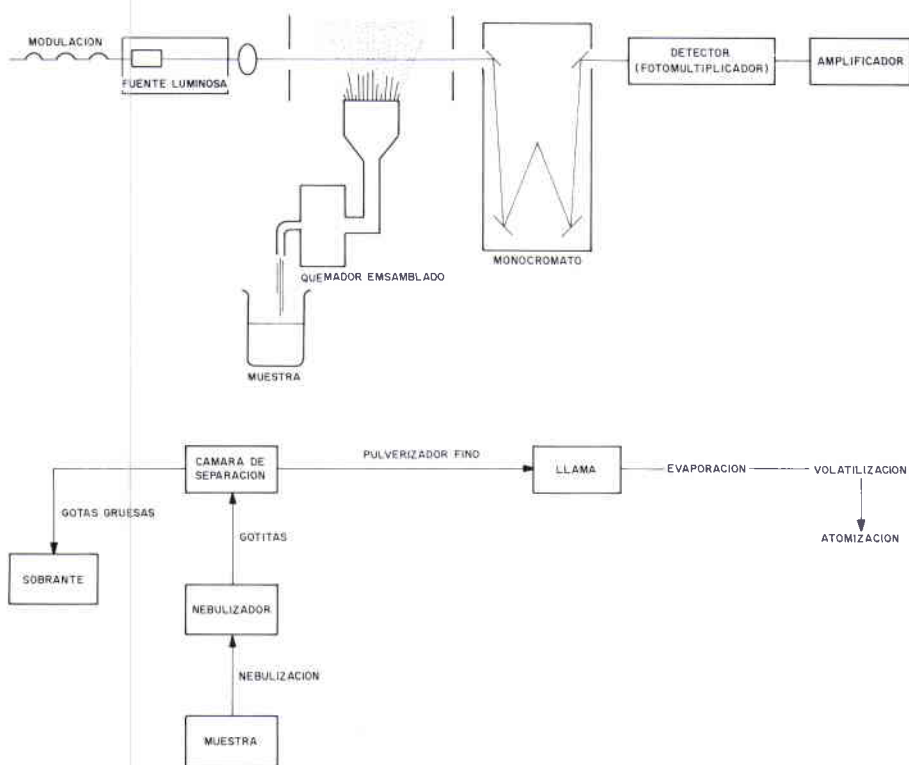 MODULACION
FUENTE LUMINOSA
DETECTOR
(FOTOMULTIPLICADOR)
AMPLIFICADOR
MONOCROMATO
QUEMADOR EMSAMBLADO
MUESTRA
CAMARA DE
SEPARACION
PULVERIZADOR FINO
LLAMA
EVAPORACION
VOLATILIZACION
GOTAS GRUESAS
GOTITAS
ATOMIZACION
SOBRANTE
NEBULIZADOR
NEBULIZACION
MUESTRA